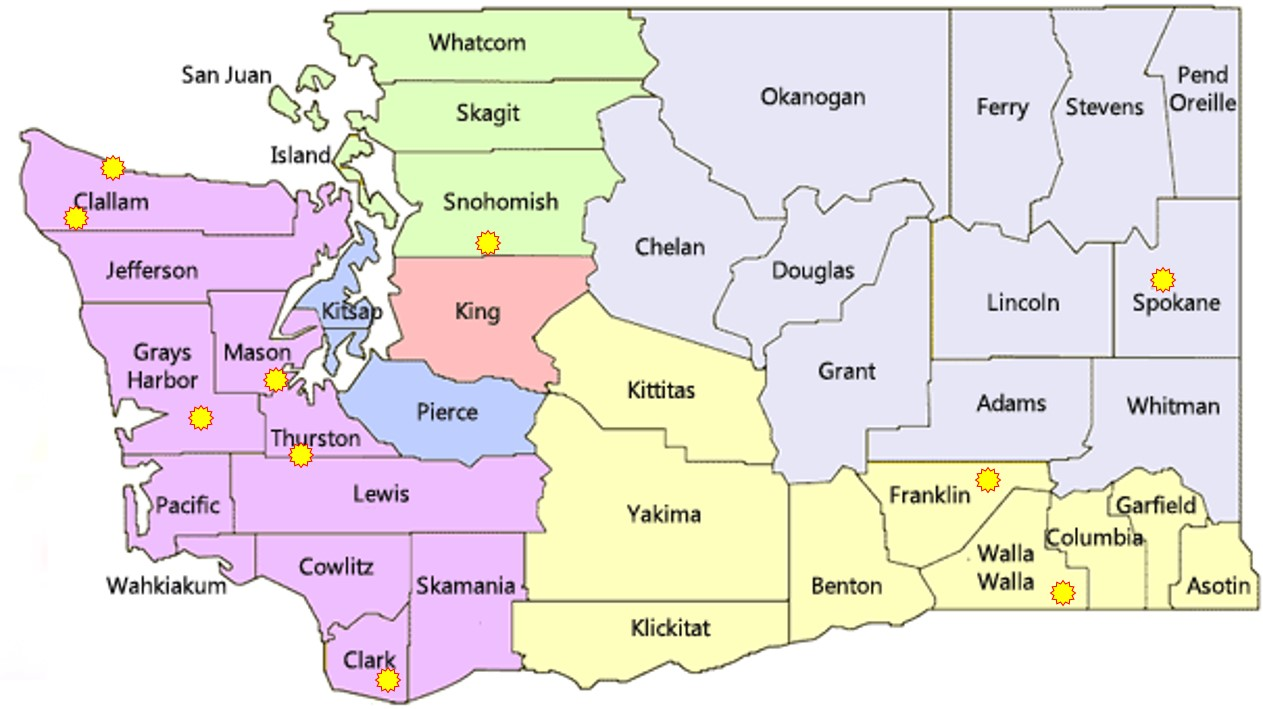 Whatcom
San Juan
Skagit
Island
Snohomish
Okanogan
Ferry
Stevens
Pend
Oreille
Clallam
Jefferson
Kitsap
King
Chelan
Douglas
Lincoln
Spokane
Grays
Harbor
Mason
Thurston
Pierce
Kittitas
Grant
Adams
Whitman
Pacific
Lewis
Yakima
Franklin
Garfield
Columbia
Walla
Walla
Wahkiakum
Cowlitz
Skamania
Benton
Asotin
Klickitat
Clark